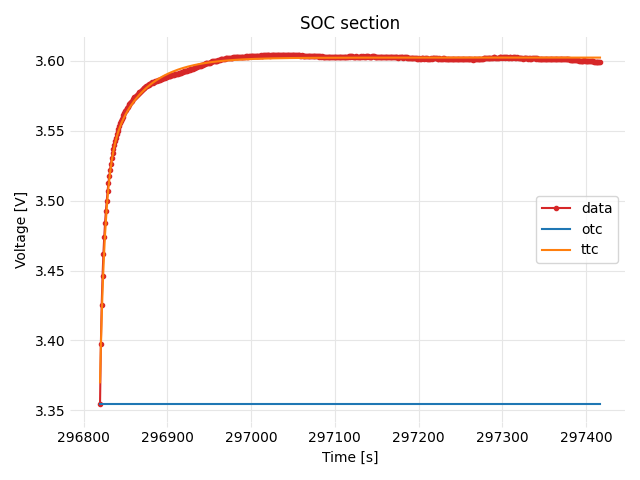 SOC section
3.60
3.55
3.50
3.45
3.40
3.35
Voltage [V]
data
otc
ttc
296800 296900 297000 297100 297200 297300 297400
Time [s]